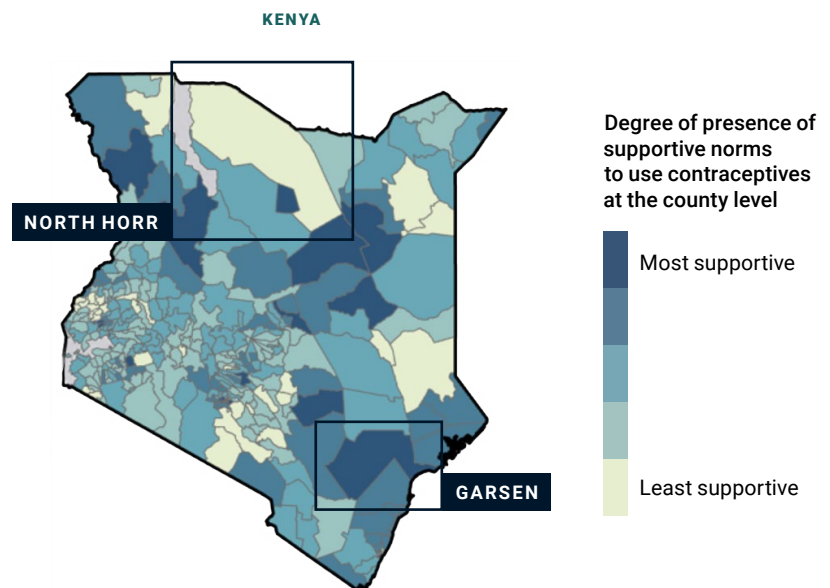 KENYA
Degree of presence of
supportive norms
to use contraceptives
at the county level
NORTH HORR
Most supportive
GARSEN
Least supportive